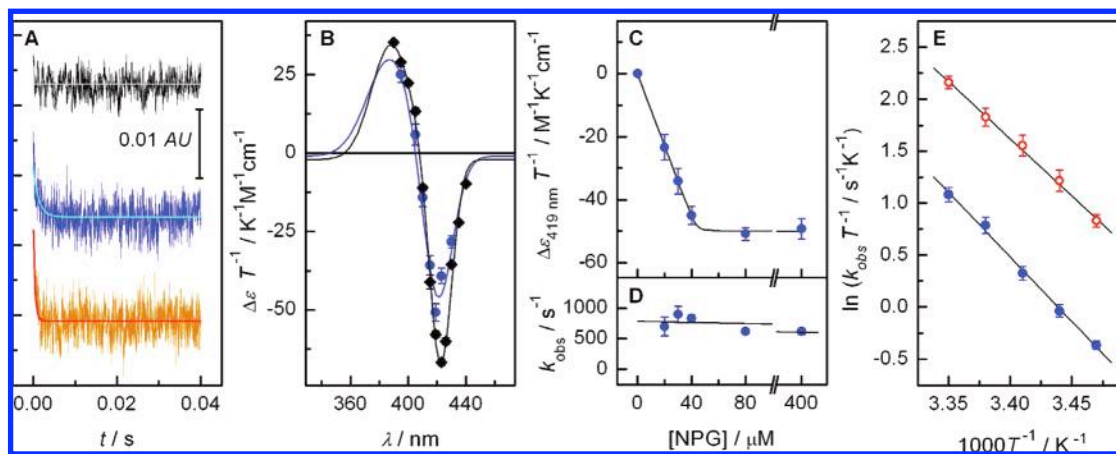 A
0.01 AU
0.00 0.02 0.04
t / s
B
Δε T⁻¹ / K⁻¹M⁻¹cm⁻¹
25
0
-25
-50
360 400 440
λ / nm
C
Δε₄₁₉ ₙₘ T⁻¹ / M⁻¹K⁻¹cm⁻¹
0
-20
-40
-60
D
k_obs / s⁻¹
1000
500
0
0 40 80 400
[NPG] / μM
E
ln (k_obs T⁻¹ / s⁻¹K⁻¹)
2.5
2.0
1.5
1.0
0.5
0.0
-0.5
3.35 3.40 3.45
1000T⁻¹ / K⁻¹